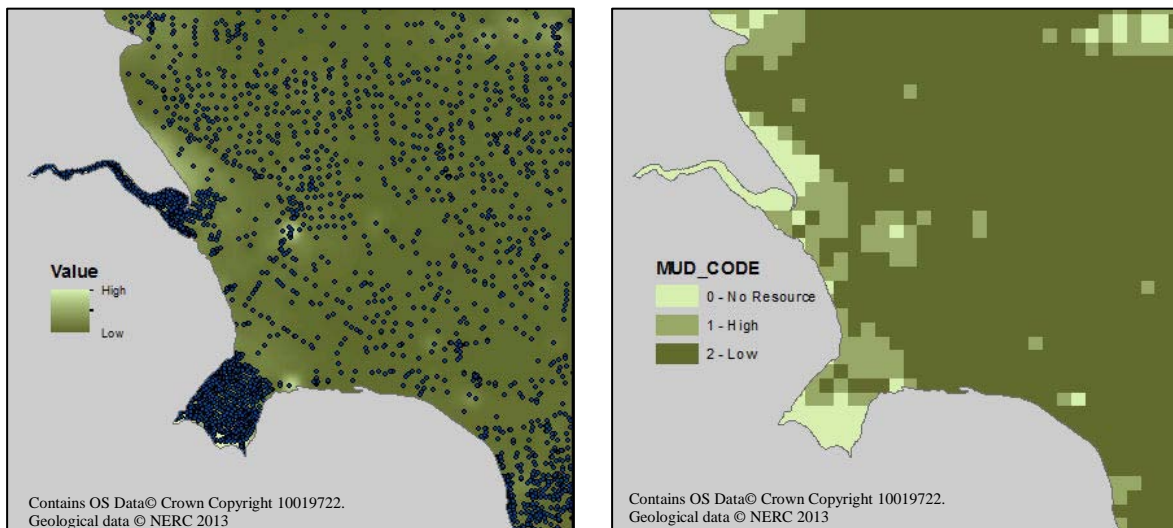 Value
High
Low
Contains OS Data© Crown Copyright 10019722.
Geological data © NERC 2013
MUD_CODE
0 - No Resource
1 - High
2 - Low
Contains OS Data© Crown Copyright 10019722.
Geological data © NERC 2013